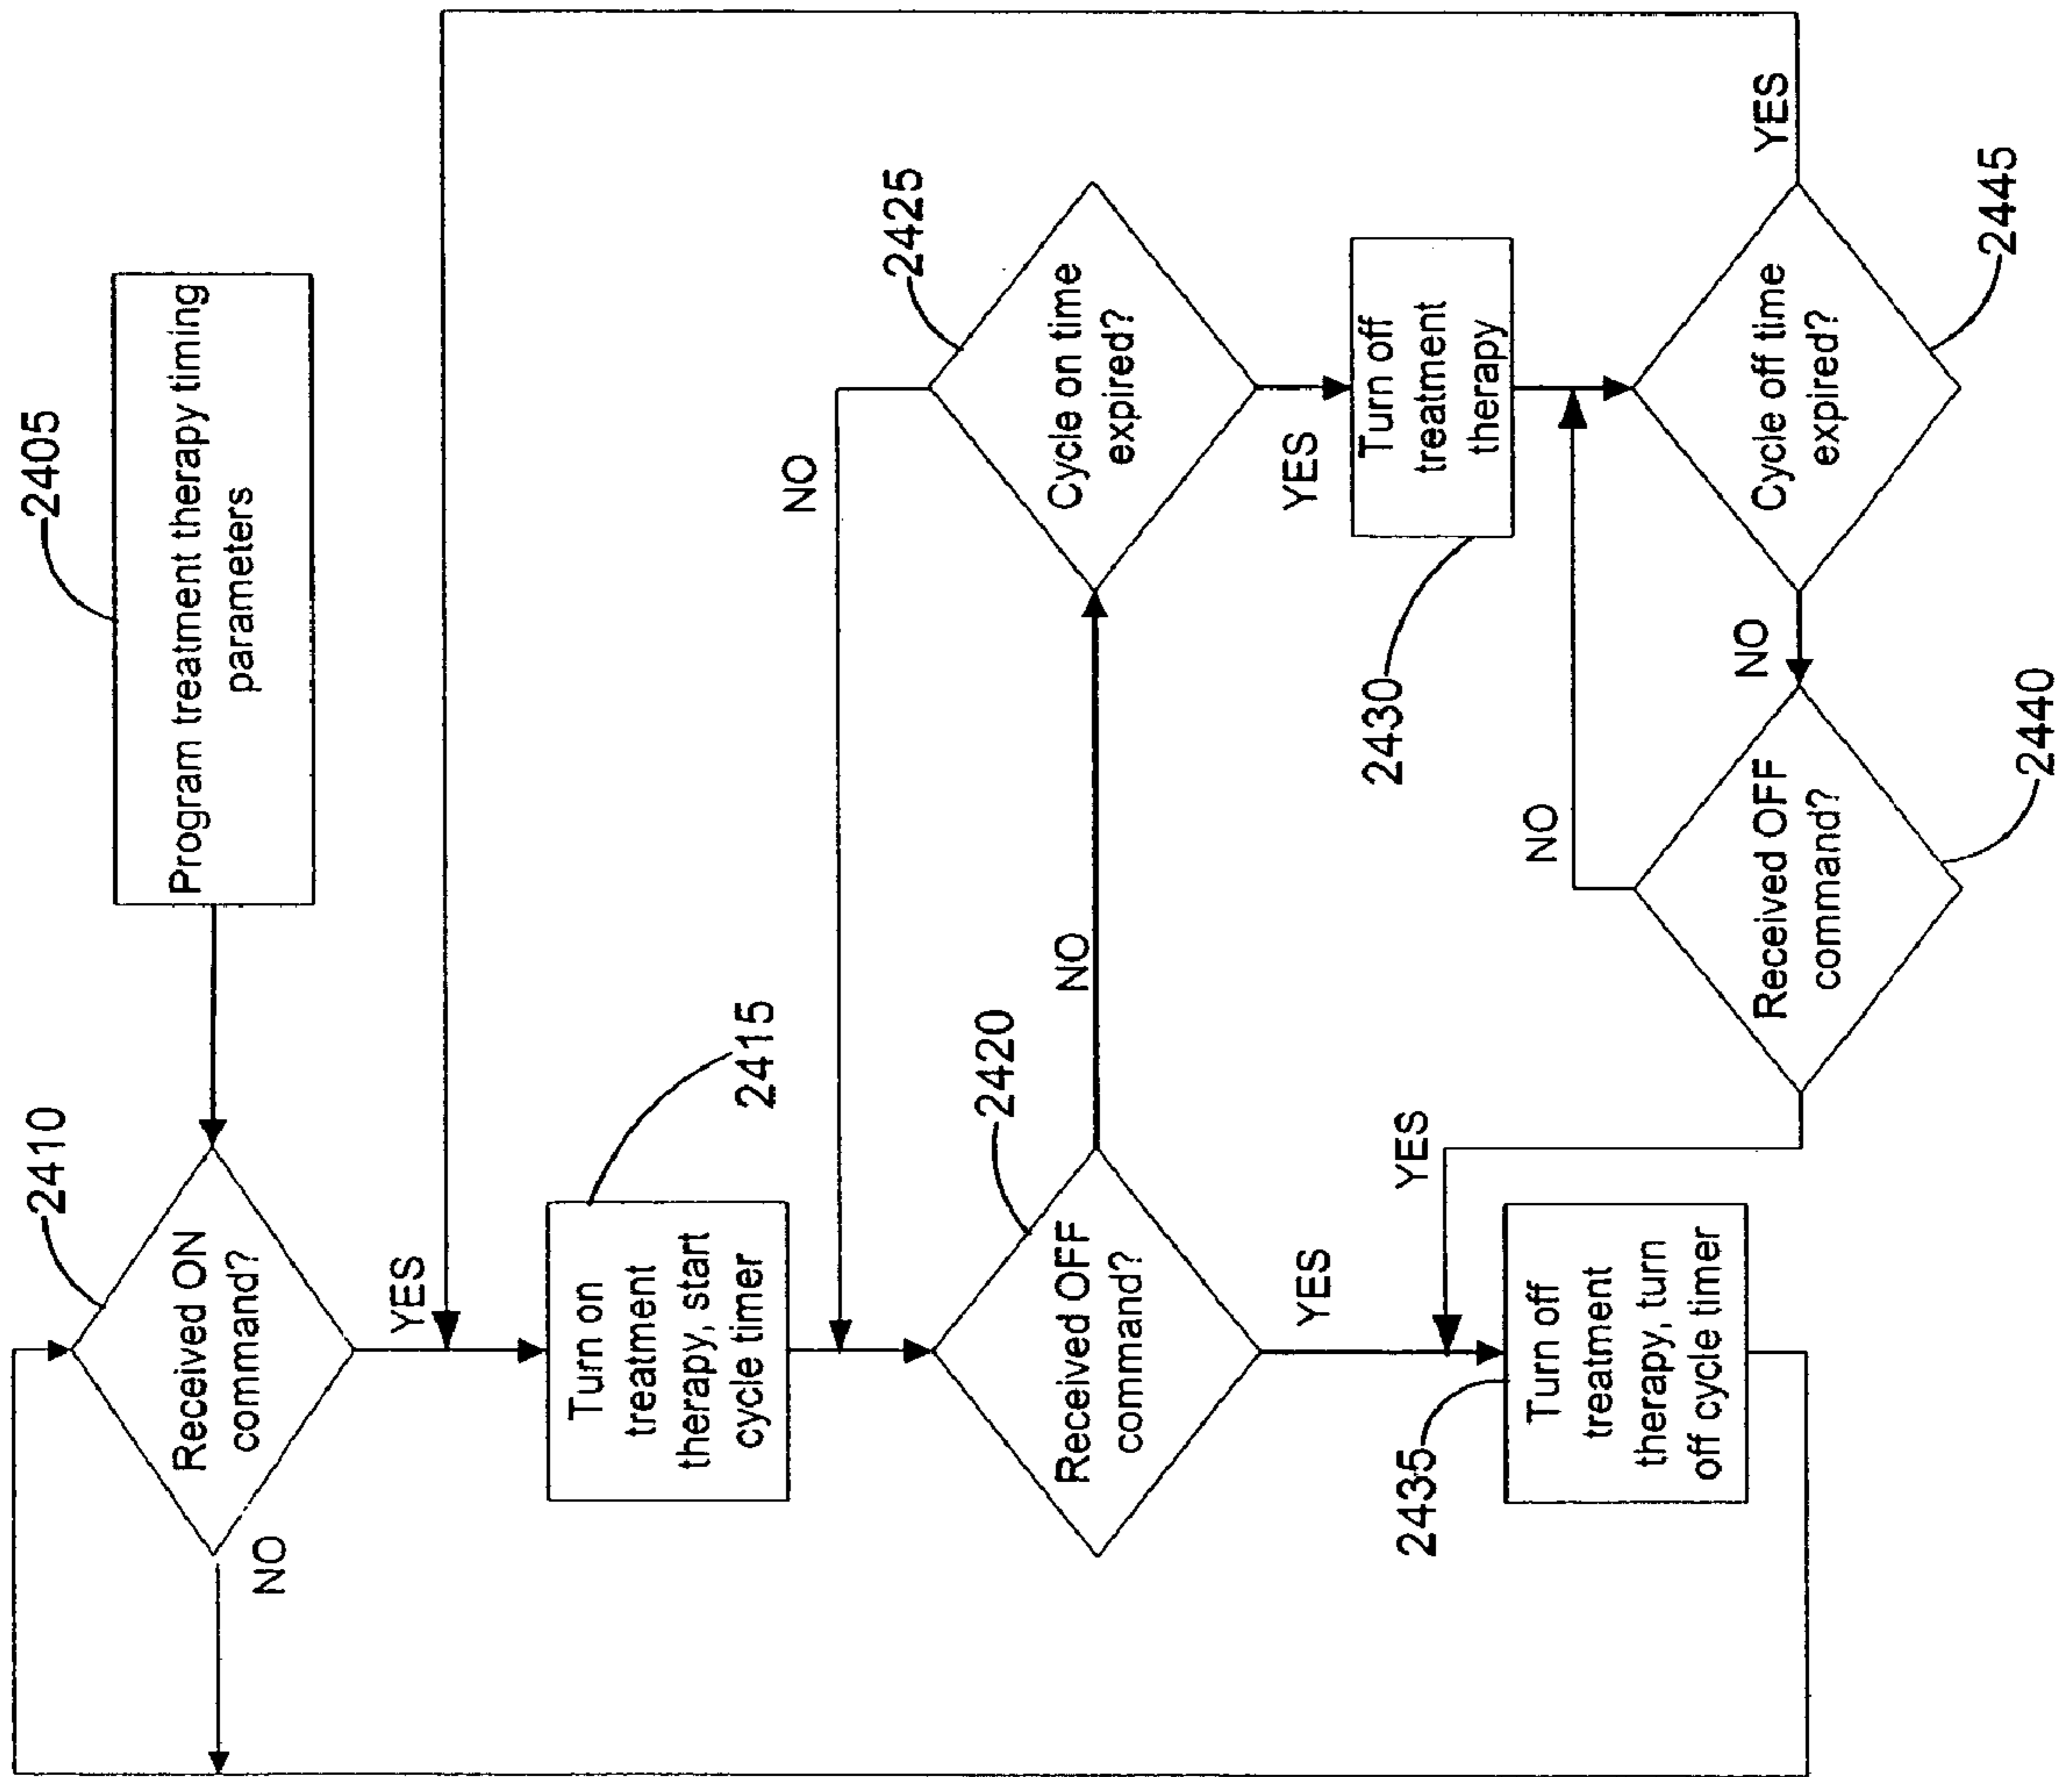 2405
Program treatment therapy timing
parameters
2410
Received ON
command?
NO
YES
2415
Turn on
treatment
therapy, start
cycle timer
2420
Received OFF
command?
NO
YES
2425
Cycle on time
expired?
NO
YES
2430
Turn off
treatment
therapy
2435
Turn off
treatment
therapy, turn
off cycle timer
YES
2440
Received OFF
command?
NO
NO
2445
Cycle off time
expired?
YES